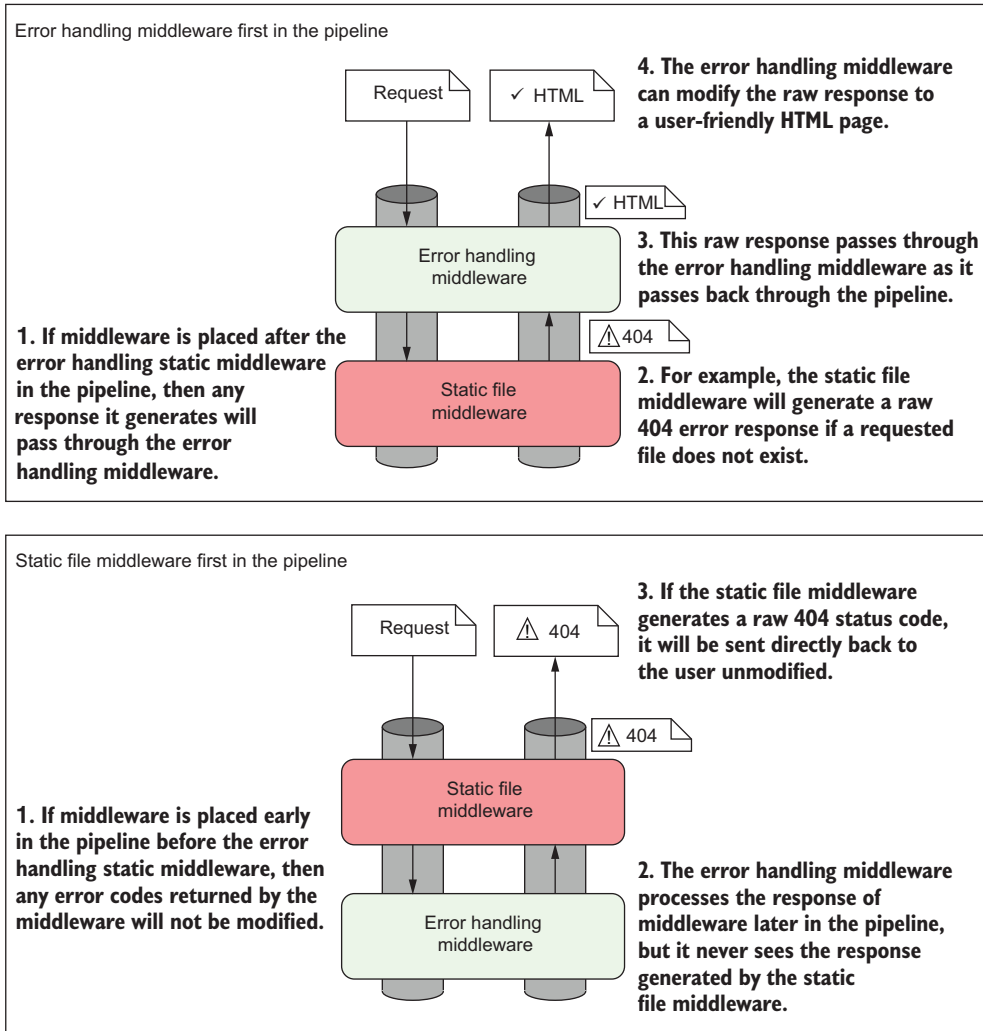 Error handling middleware first in the pipeline
Request
✓ HTML
4. The error handling middleware
can modify the raw response to
a user-friendly HTML page.
✓ HTML
Error handling
middleware
3. This raw response passes through
the error handling middleware as it
passes back through the pipeline.
1. If middleware is placed after the
error handling static middleware
in the pipeline, then any
response it generates will
pass through the error
handling middleware.
⚠ 404
Static file
middleware
2. For example, the static file
middleware will generate a raw
404 error response if a requested
file does not exist.
Static file middleware first in the pipeline
Request
⚠ 404
3. If the static file middleware
generates a raw 404 status code,
it will be sent directly back to
the user unmodified.
⚠ 404
Static file
middleware
1. If middleware is placed early
in the pipeline before the error
handling static middleware, then
any error codes returned by the
middleware will not be modified.
Error handling
middleware
2. The error handling middleware
processes the response of
middleware later in the pipeline,
but it never sees the response
generated by the static
file middleware.